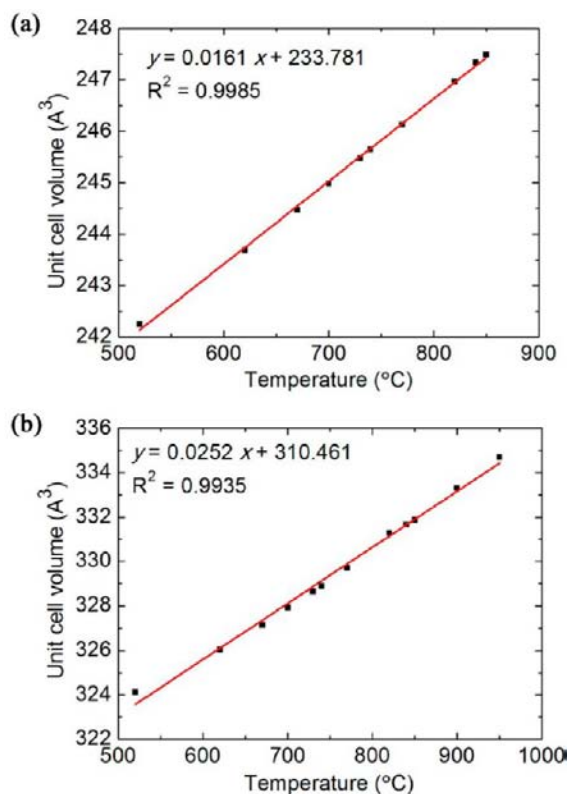 (a)
248
247
246
245
244
243
242
y = 0.0161 x + 233.781
R² = 0.9985
Unit cell volume (A³)
500 600 700 800 900
Temperature (°C)
(b)
336
334
332
330
328
326
324
322
y = 0.0252 x + 310.461
R² = 0.9935
Unit cell volume (A³)
500 600 700 800 900 1000
Temperature (°C)